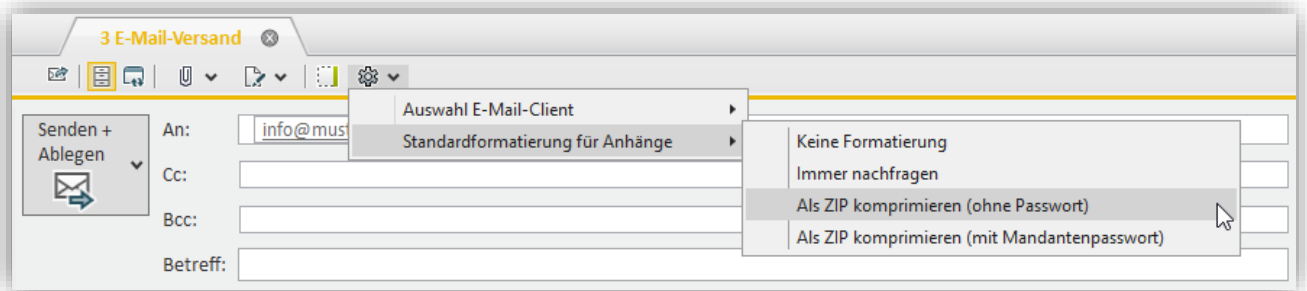 3 E-Mail-Versand
Auswahl E-Mail-Client
Senden +
Ablegen
An:
info@must
Standardformatierung für Anhänge
Keine Formatierung
Immer nachfragen
Als ZIP komprimieren (ohne Passwort)
Als ZIP komprimieren (mit Mandantenpasswort)
Cc:
Bcc:
Betreff: